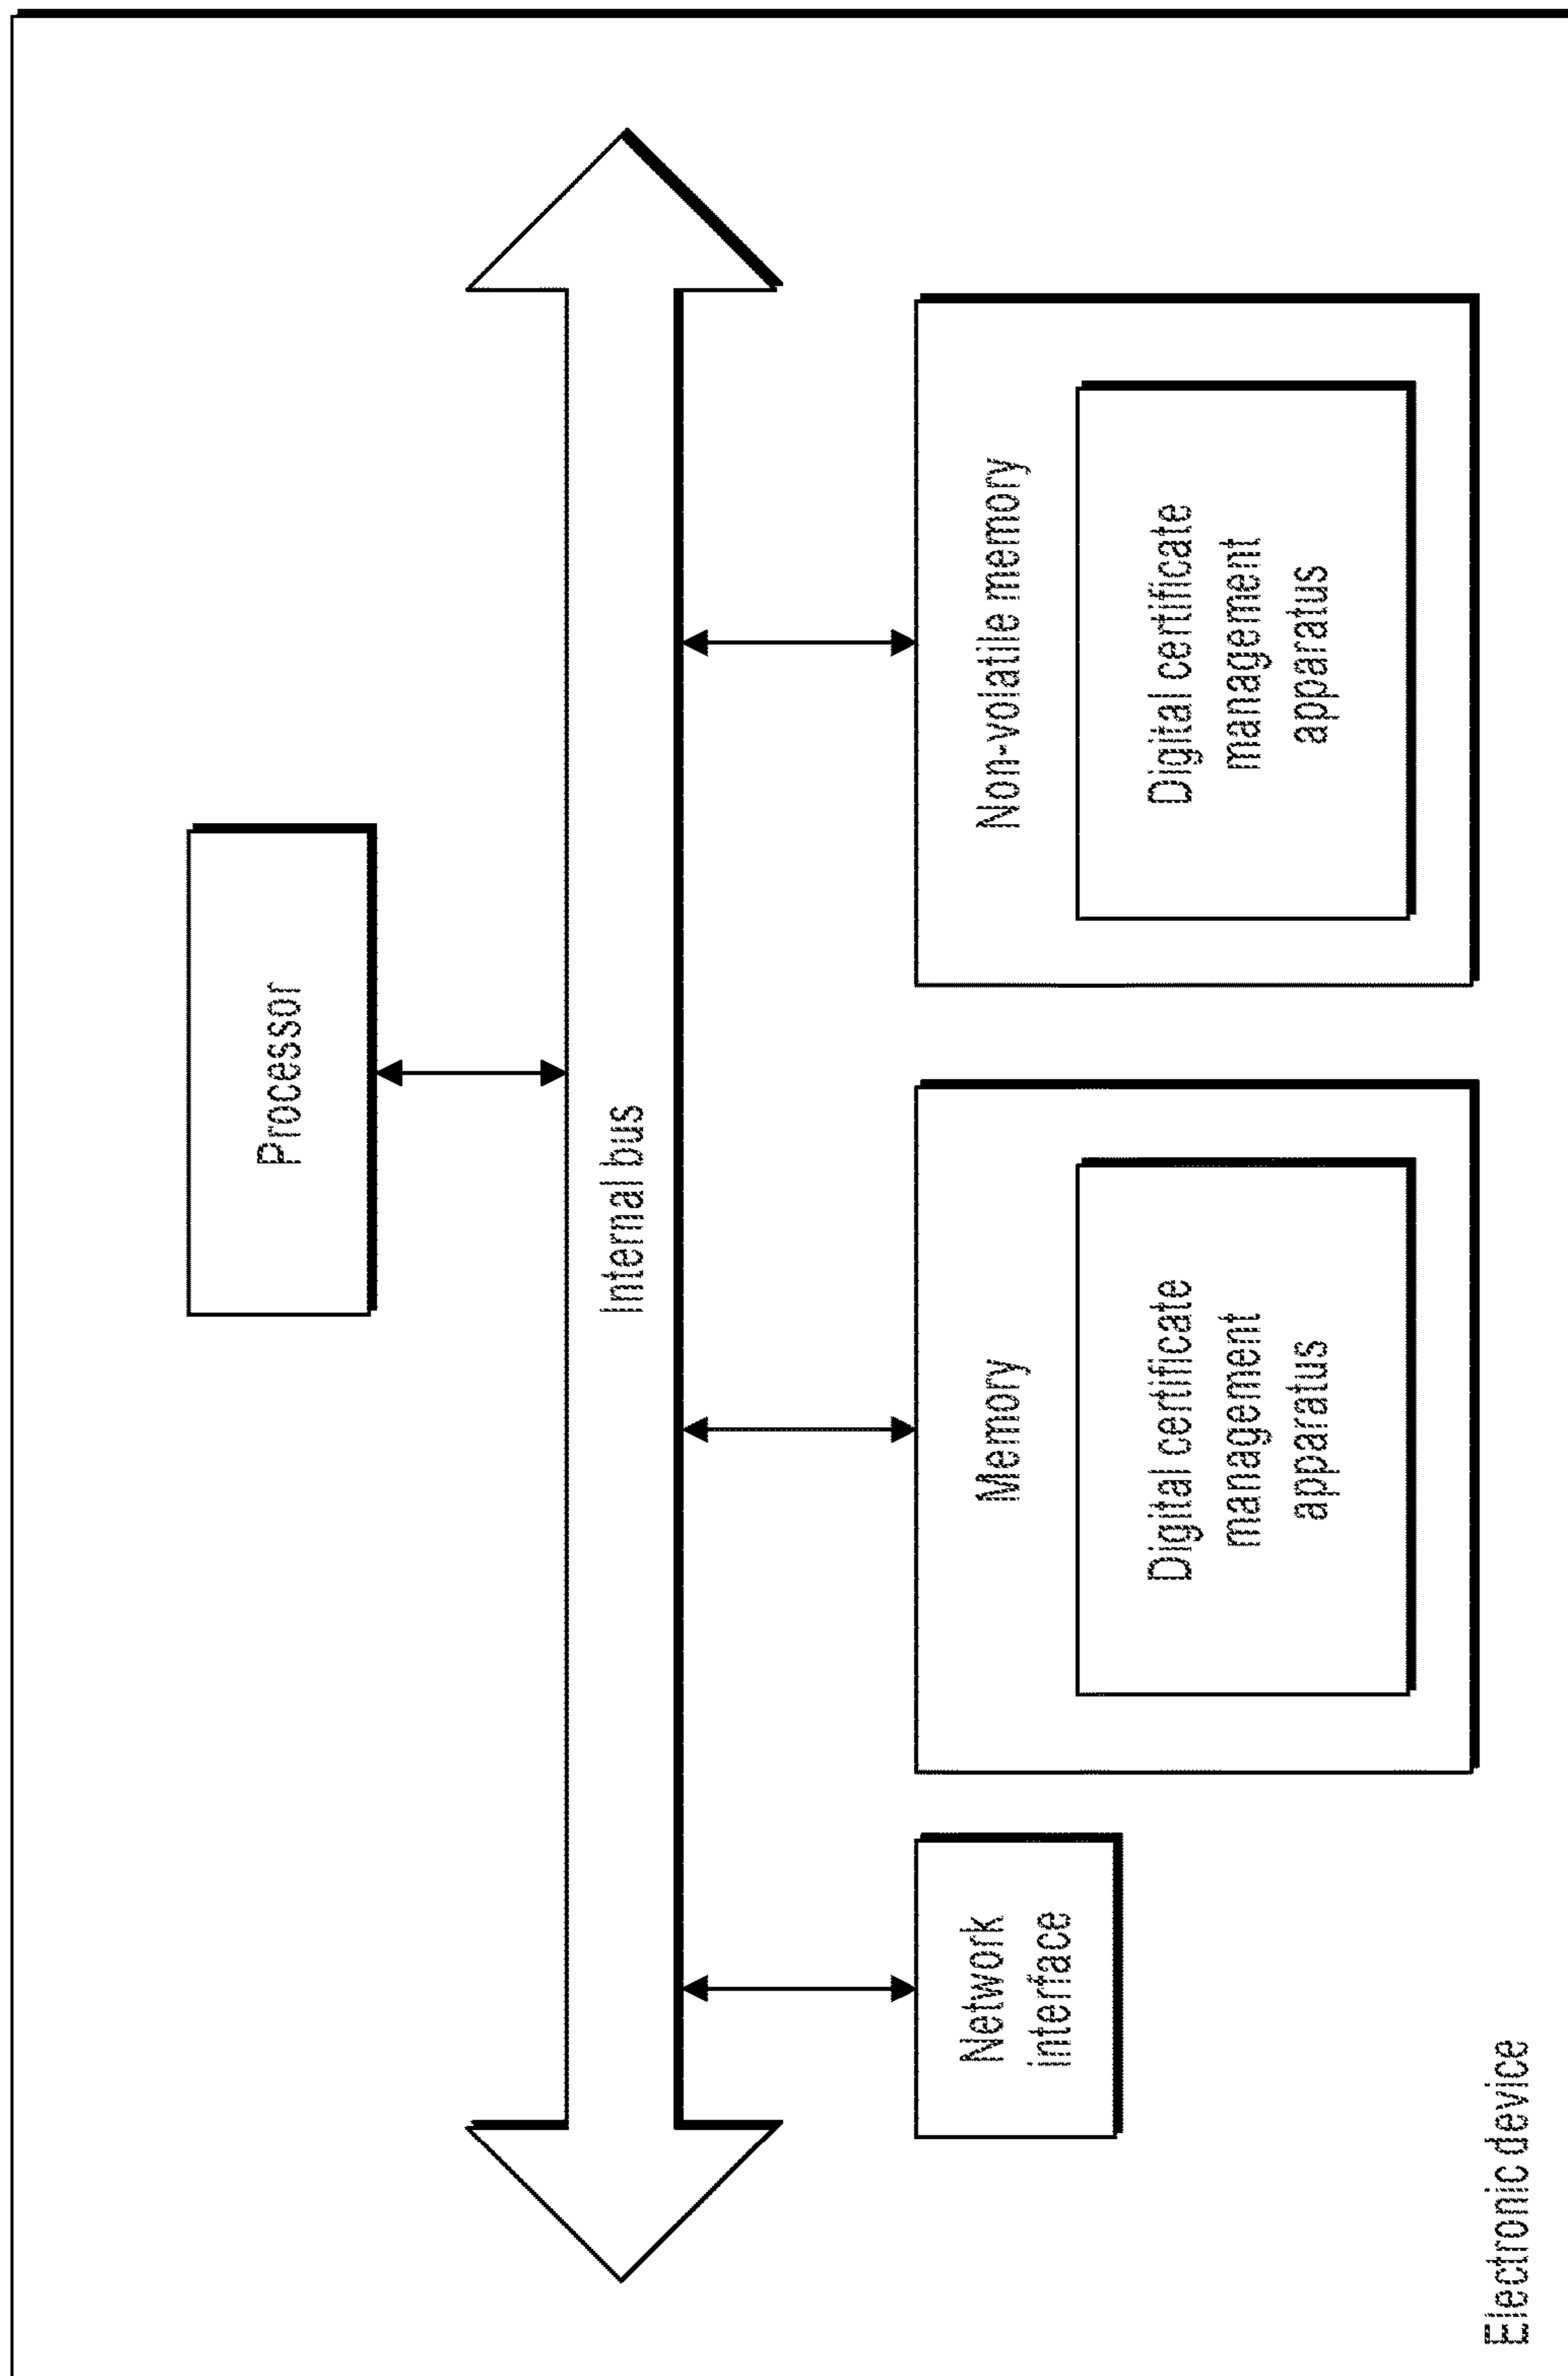 Processor
Internal bus
Network
interface
Memory
Digital certificate
management
apparatus
Non-volatile memory
Digital certificate
management
apparatus
Electronic device